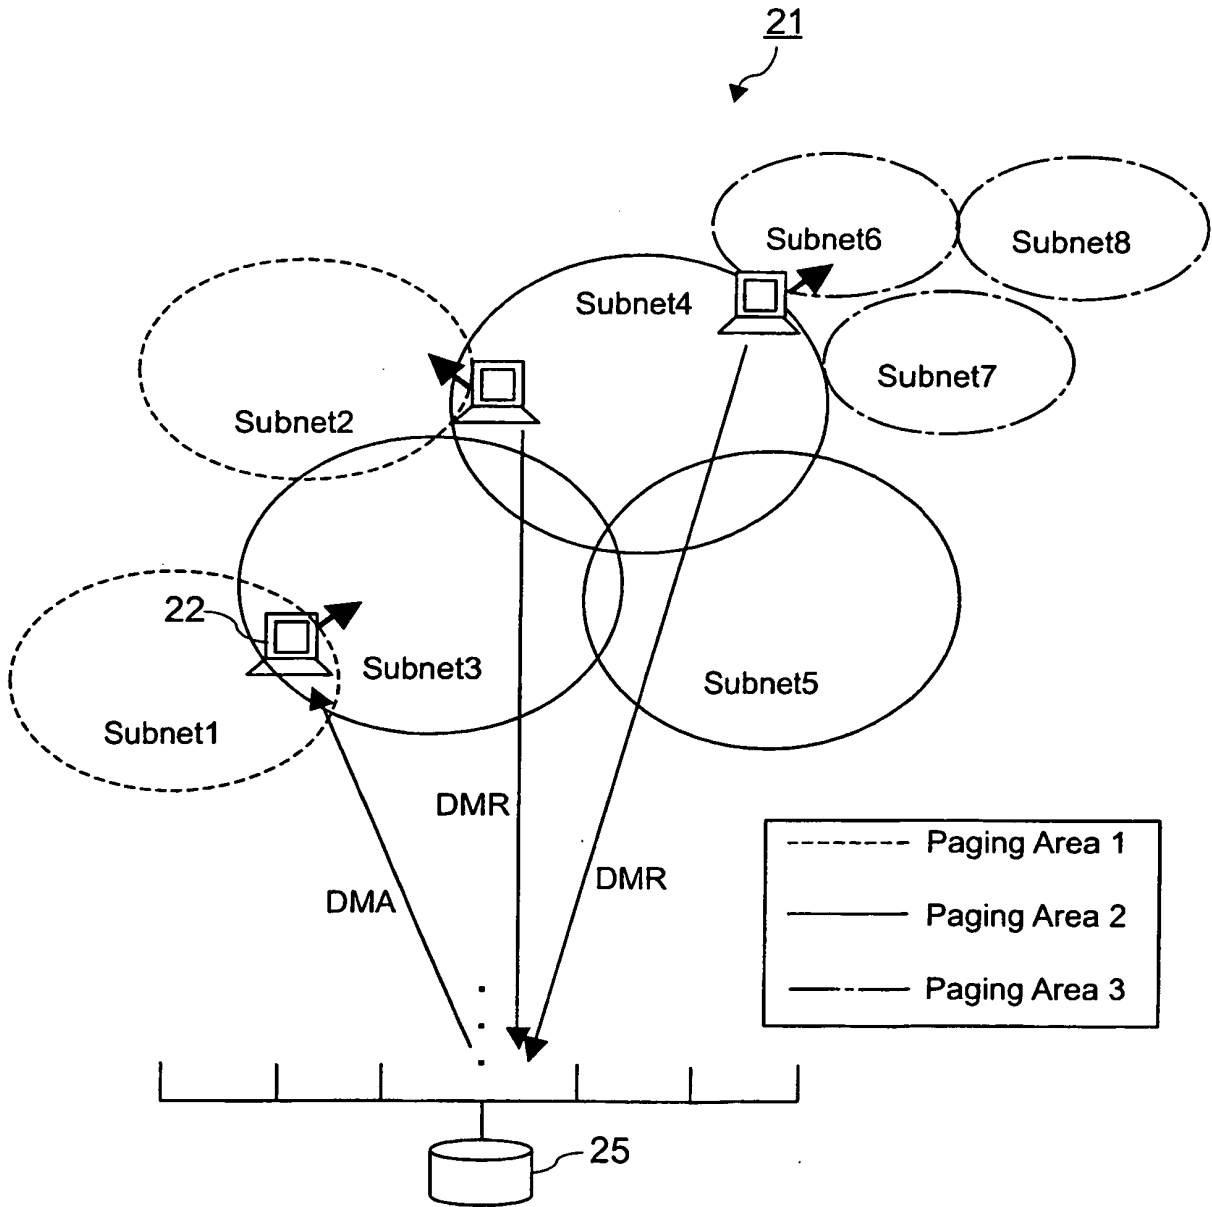 21
Subnet6
Subnet8
Subnet4
Subnet7
Subnet2
22
Subnet3
Subnet5
Subnet1
DMR
DMR
DMA
Paging Area 1
Paging Area 2
Paging Area 3
25